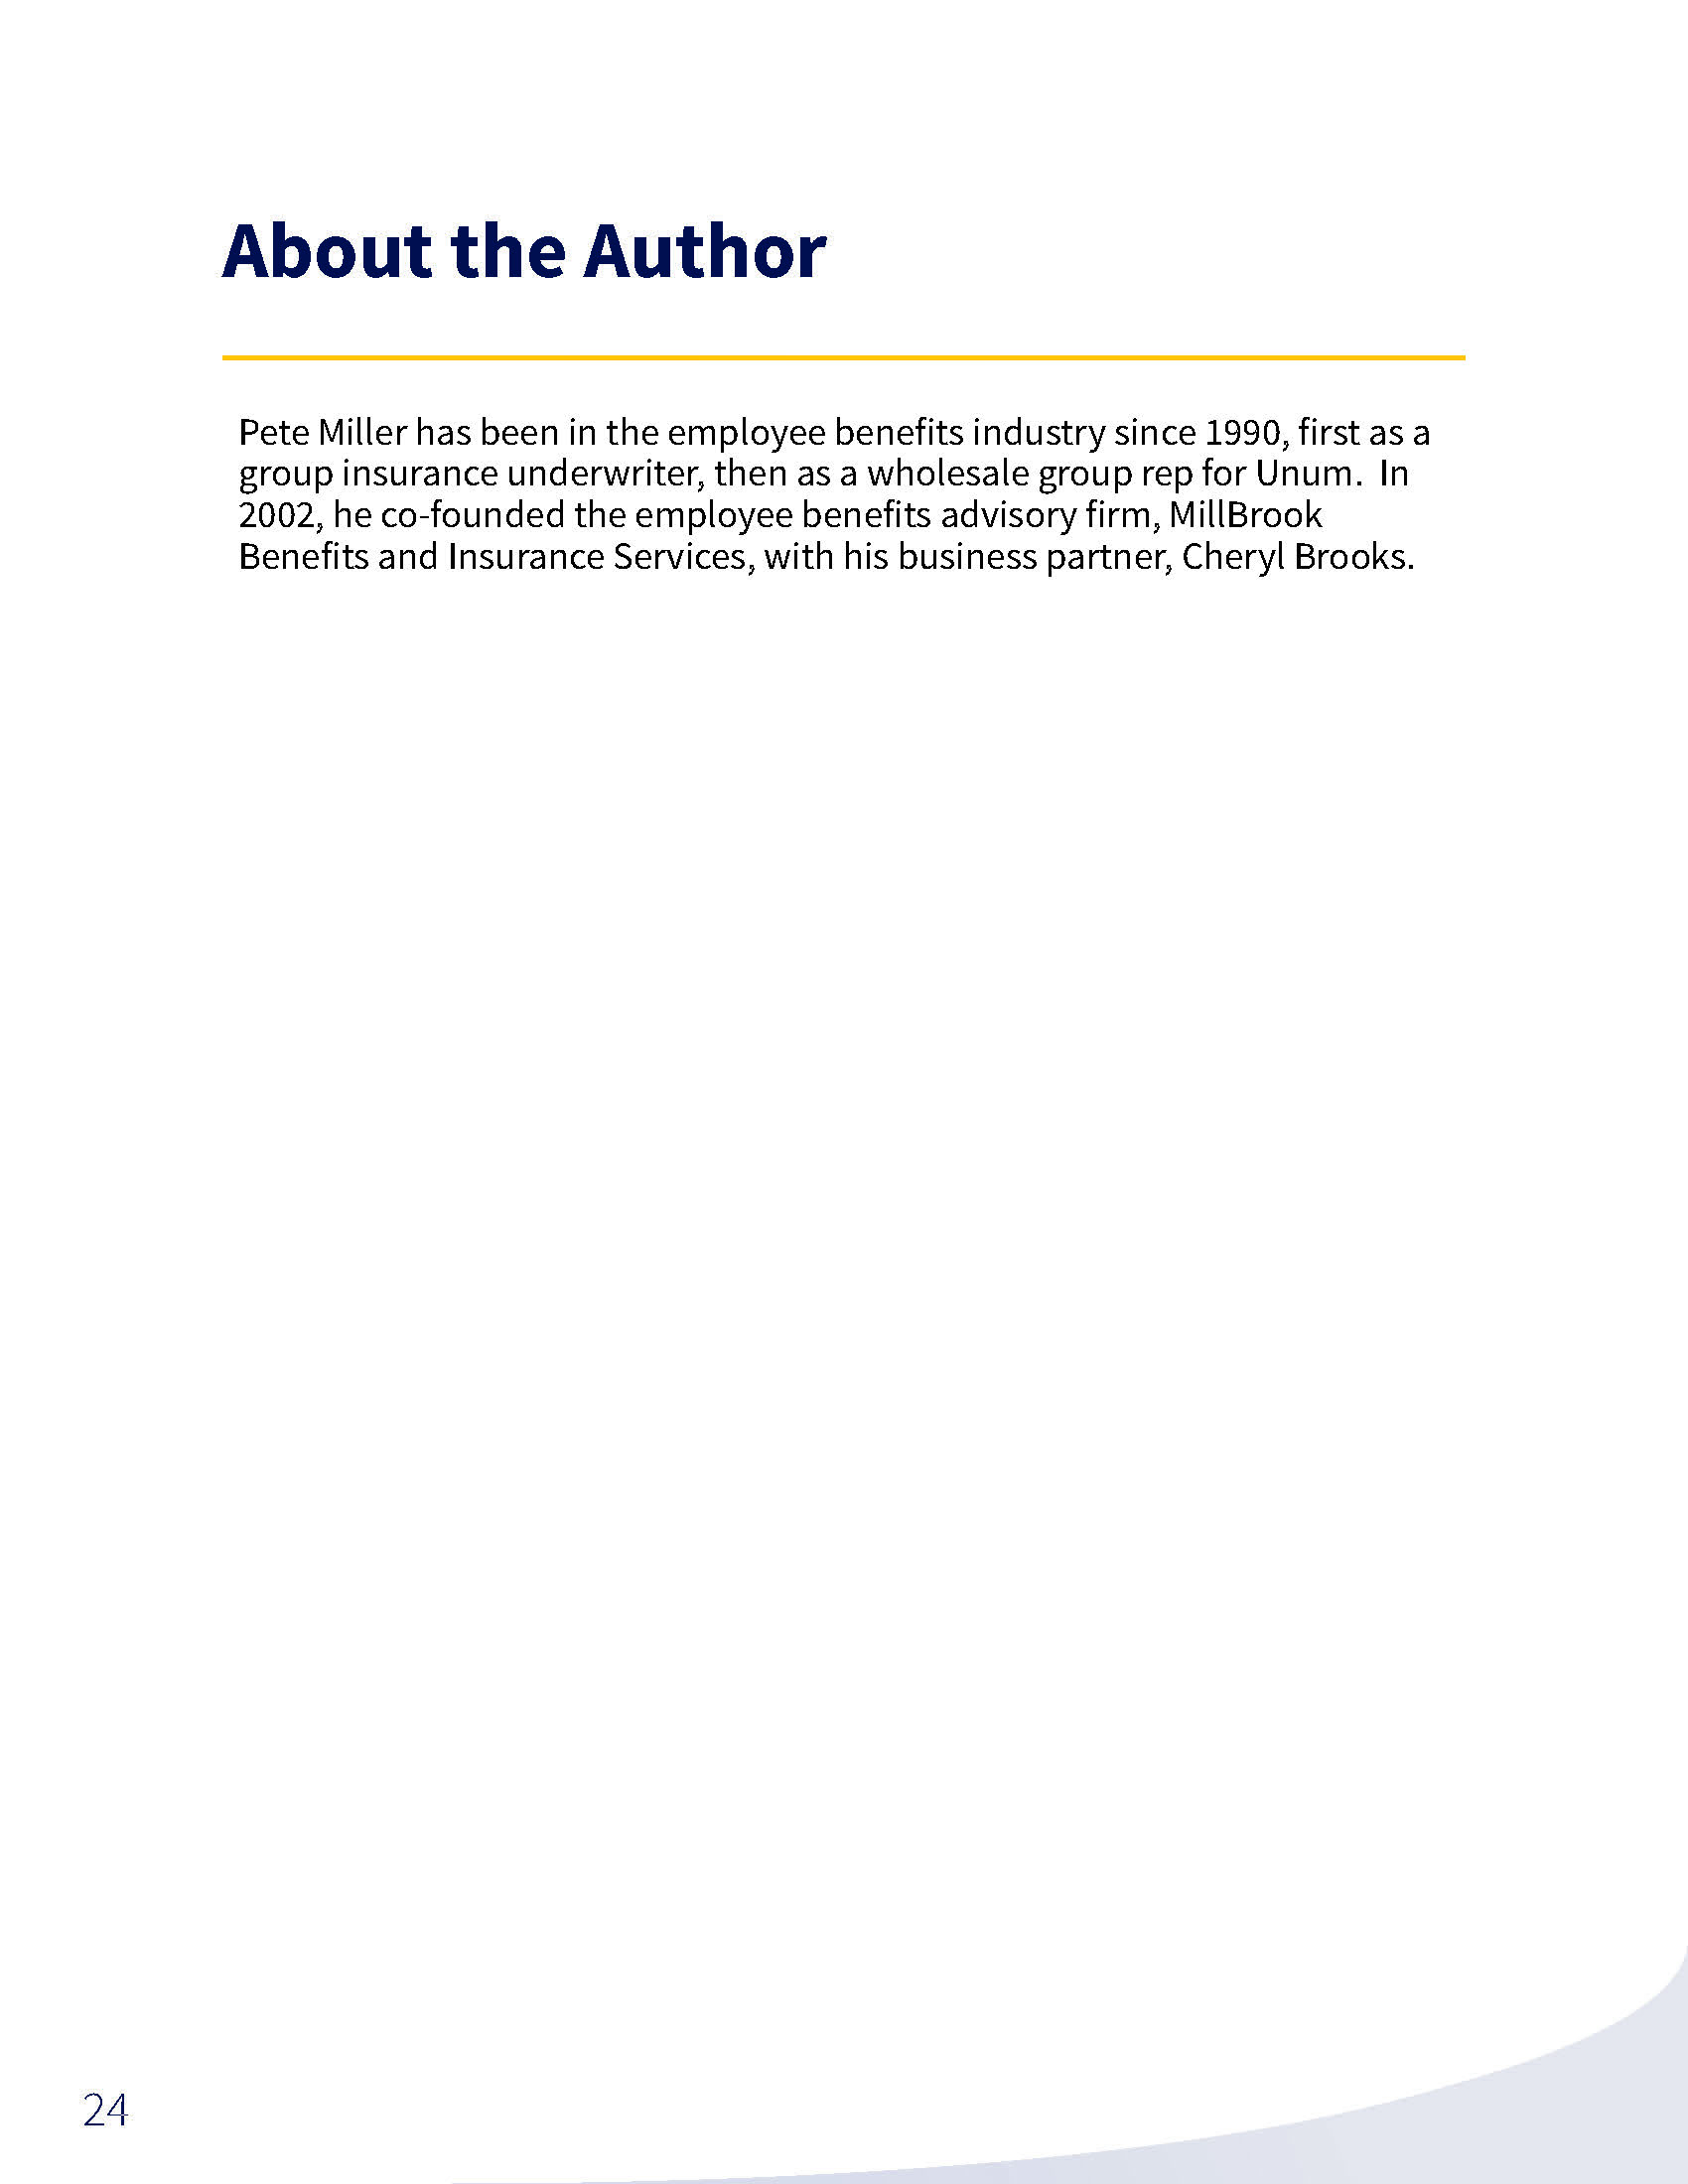 About the Author
Pete Miller has been in the employee benefits industry since 1990, first as a
group insurance underwriter, then as a wholesale group rep for Unum.  In
2002, he co-founded the employee benefits advisory firm, MillBrook
Benefits and Insurance Services, with his business partner, Cheryl Brooks.
24